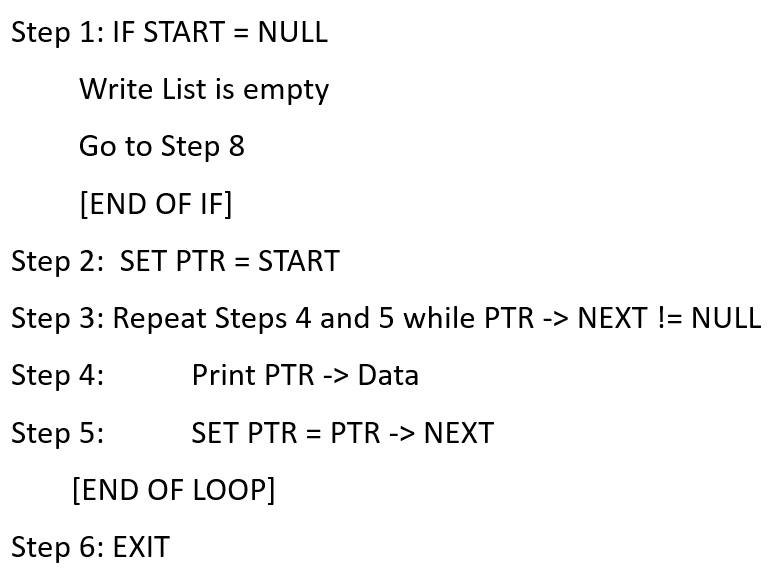 Step 1: IF START = NULL
Write List is empty
Go to Step 8
[END OF IF]
Step 2: SET PTR = START
Step 3: Repeat Steps 4 and 5 while PTR -> NEXT != NULL
Step 4: Print PTR -> Data
Step 5: SET PTR = PTR -> NEXT
[END OF LOOP]
Step 6: EXIT